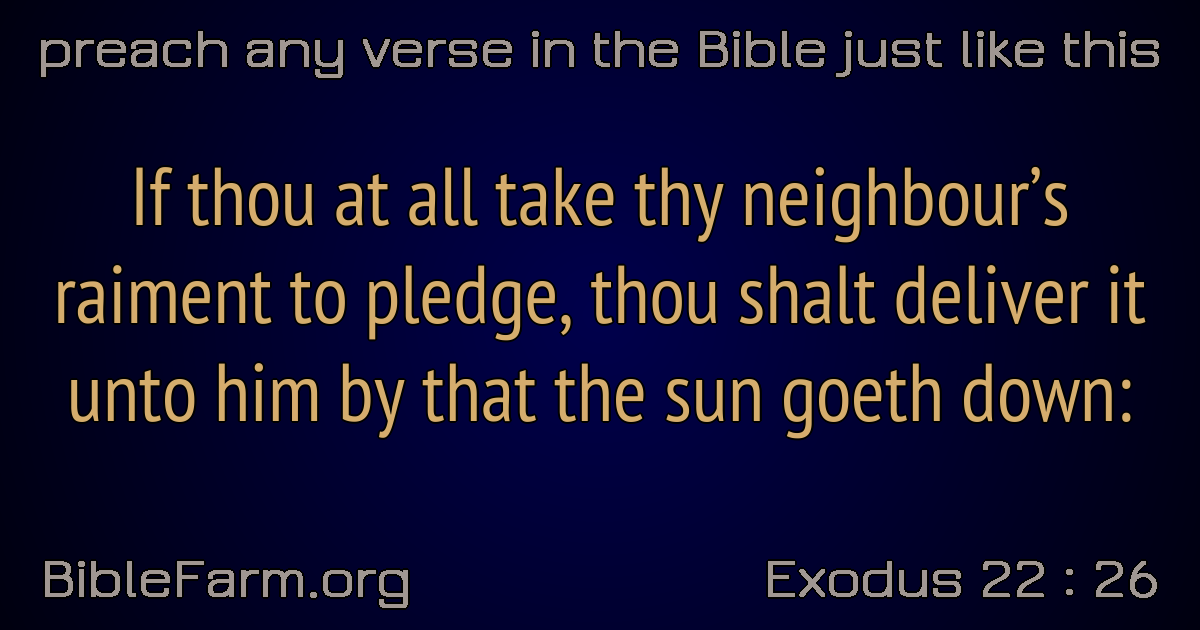 preach any verse in the Bible just like this
If thou at all take thy neighbour’s
raiment to pledge, thou shalt deliver it
unto him by that the sun goeth down:
BibleFarm.org
Exodus 22 : 26